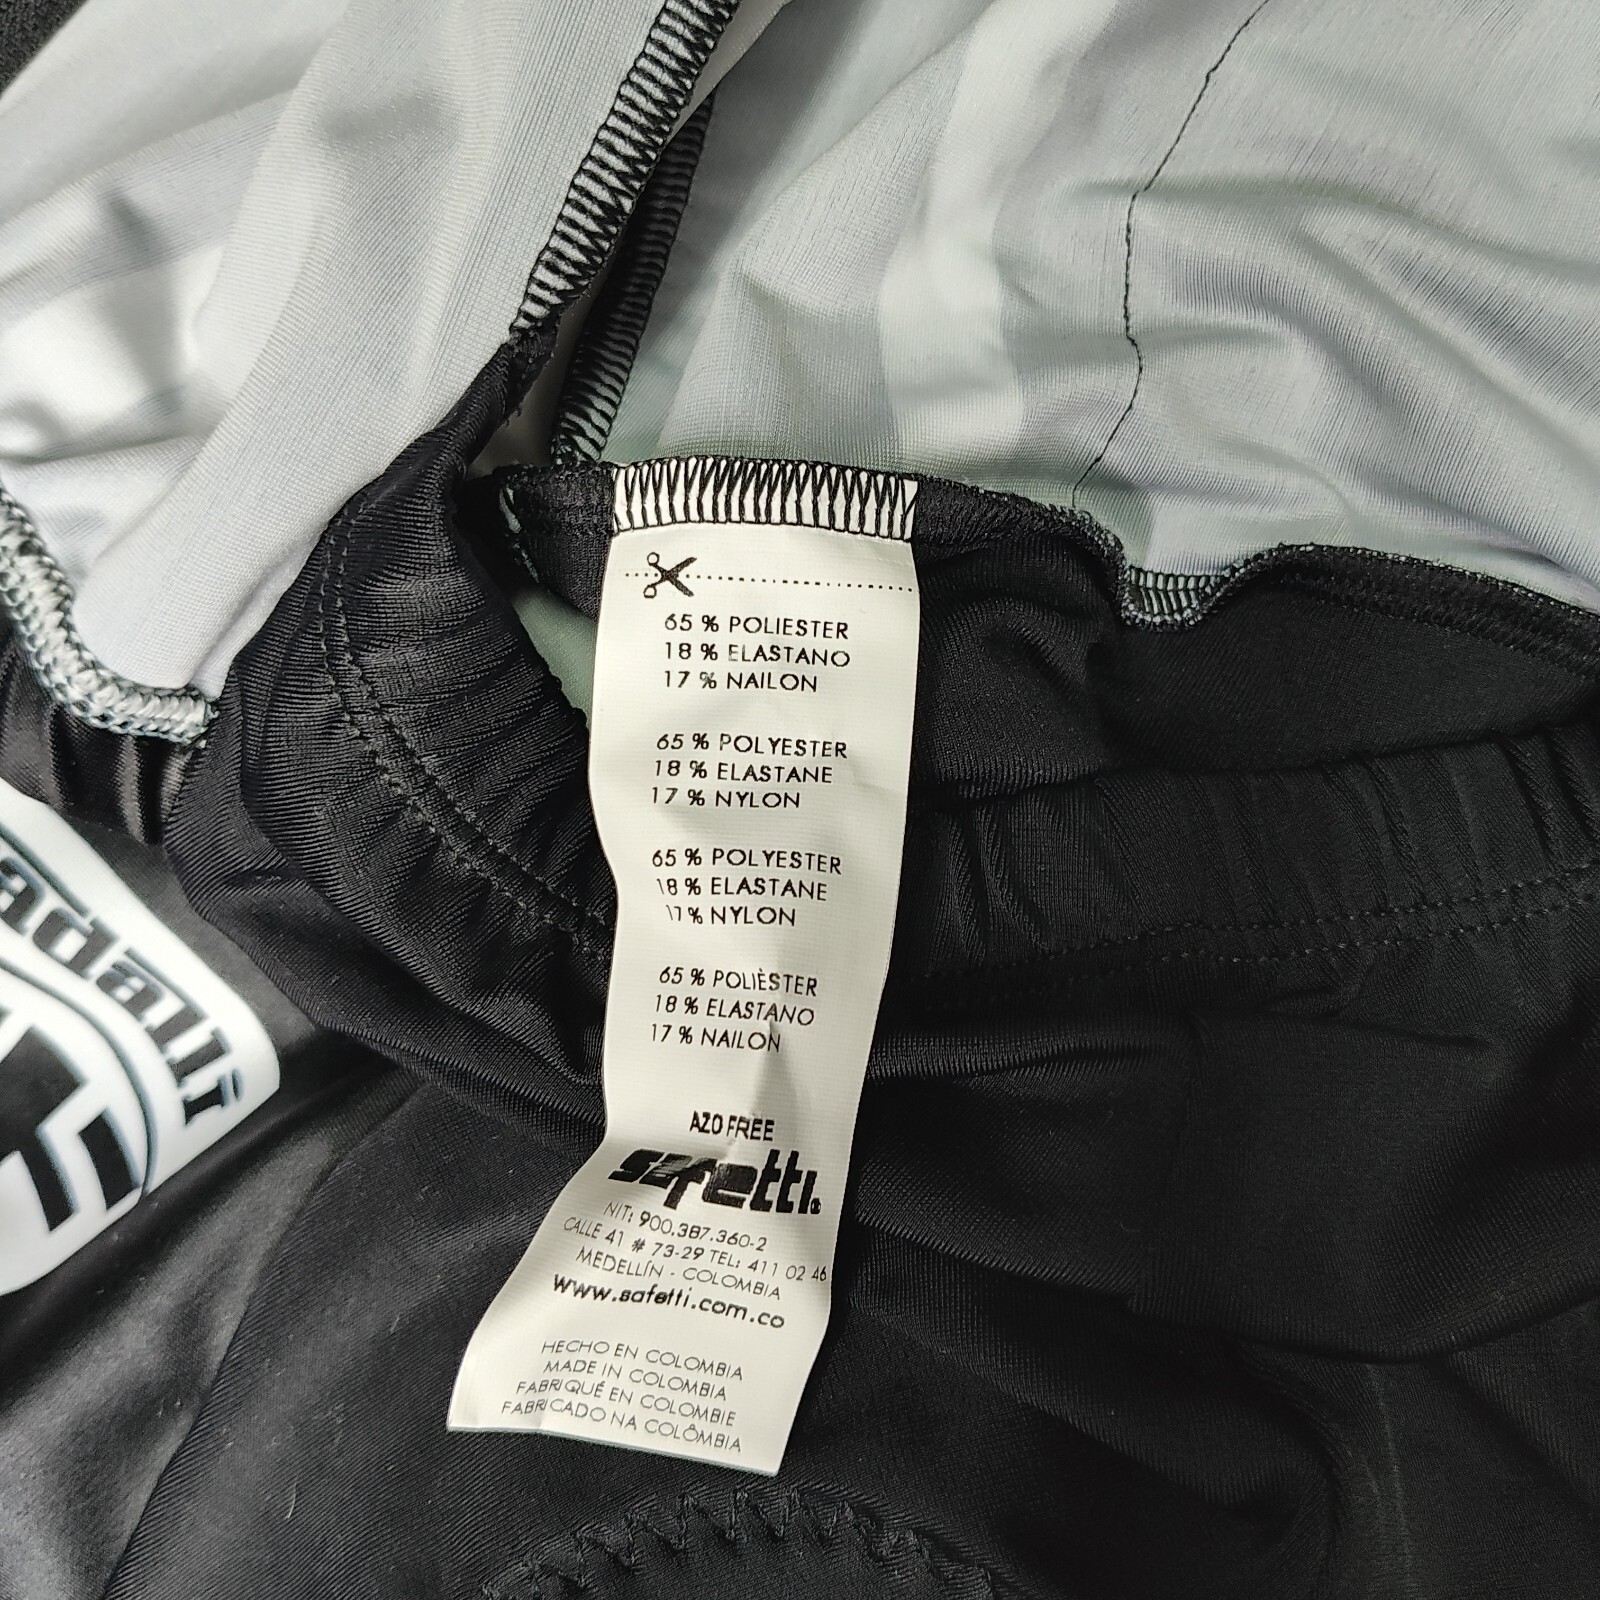 65 % POLIESTER
18 % ELASTANO
17 % NAILON
65 % POLYESTER
18 % ELASTANE
17 % NYLON
65 % POLYESTER
18 % ELASTANE
17 % NYLON
65 % POLIÈSTER
18 % ELASTANO
17 % NAILON
AZO FREE
safetti
NIT: 900.387.360-2
CALLE 41 # 73-29 TEL: 411 02 46
MEDELLÍN - COLOMBIA
www.safetti.com.co
HECHO EN COLOMBIA
MADE IN COLOMBIA
FABRIQUÉ EN COLOMBIE
FABRICADO NA COLÔMBIA